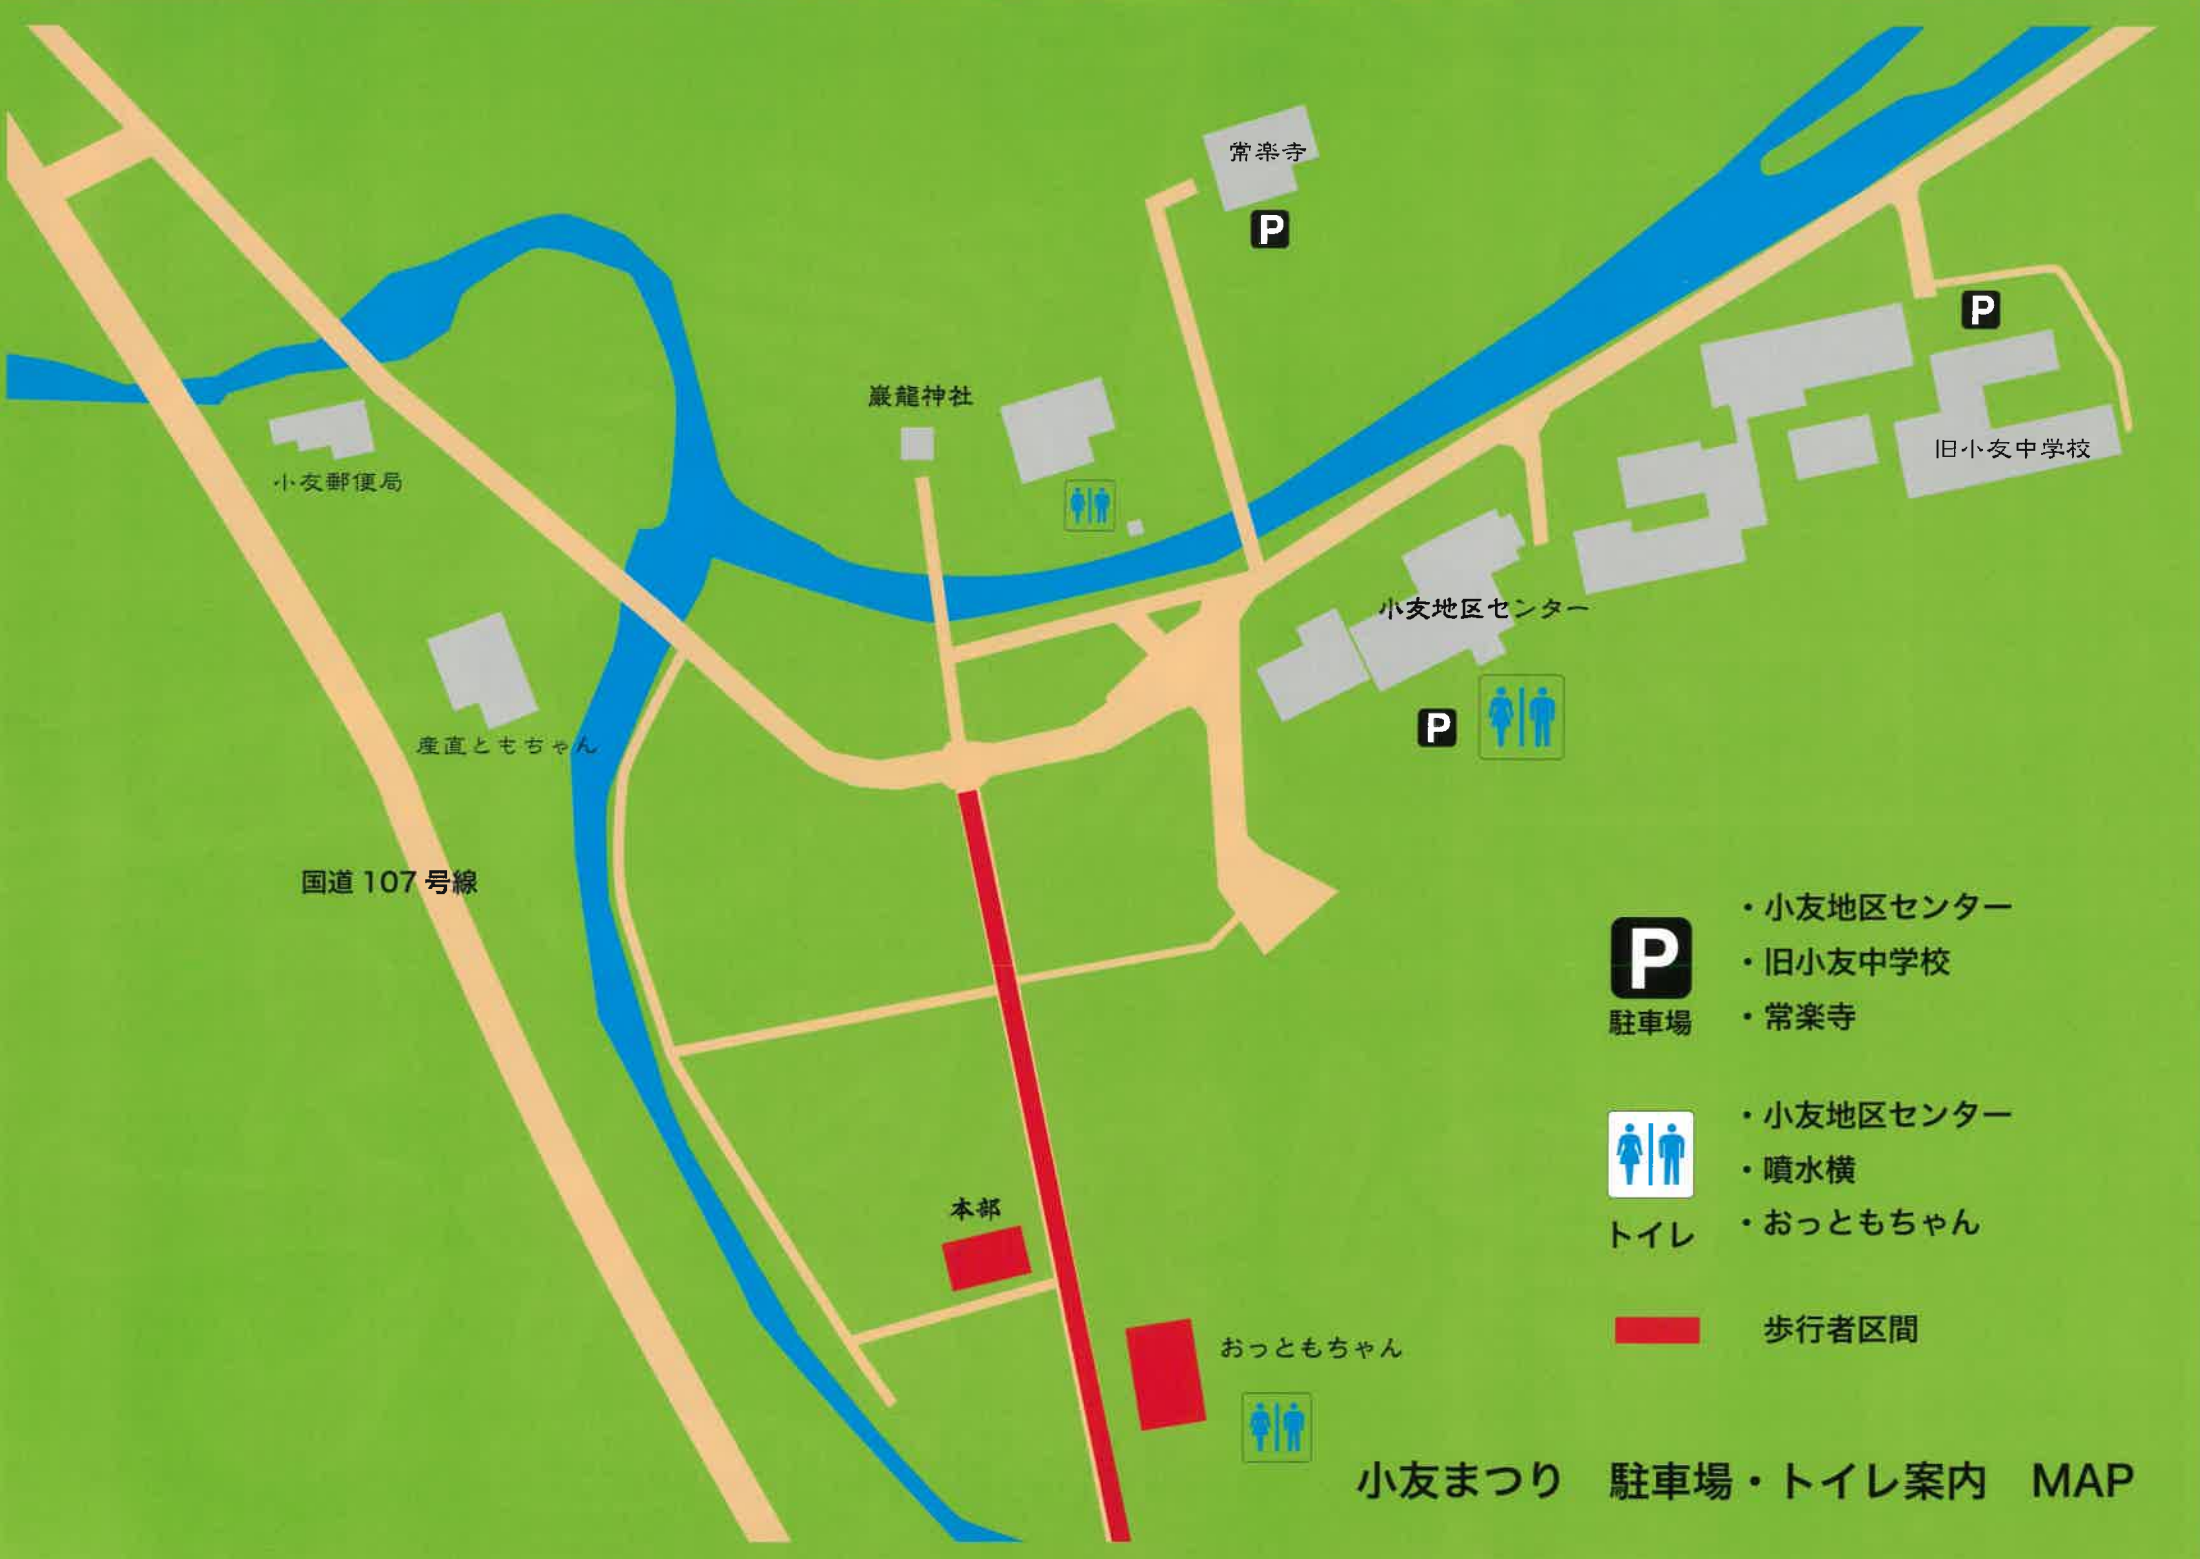 常楽寺
P
P
巖龍神社
小友郵便局
旧小友中学校
小友地区センター
P
産直ともちゃん
国道107号線
P
駐車場
・小友地区センター
・旧小友中学校
・常楽寺
トイレ
・小友地区センター
・噴水横
・おっともちゃん
本部
歩行者区間
おっともちゃん
小友まつり 駐車場・トイレ案内 MAP